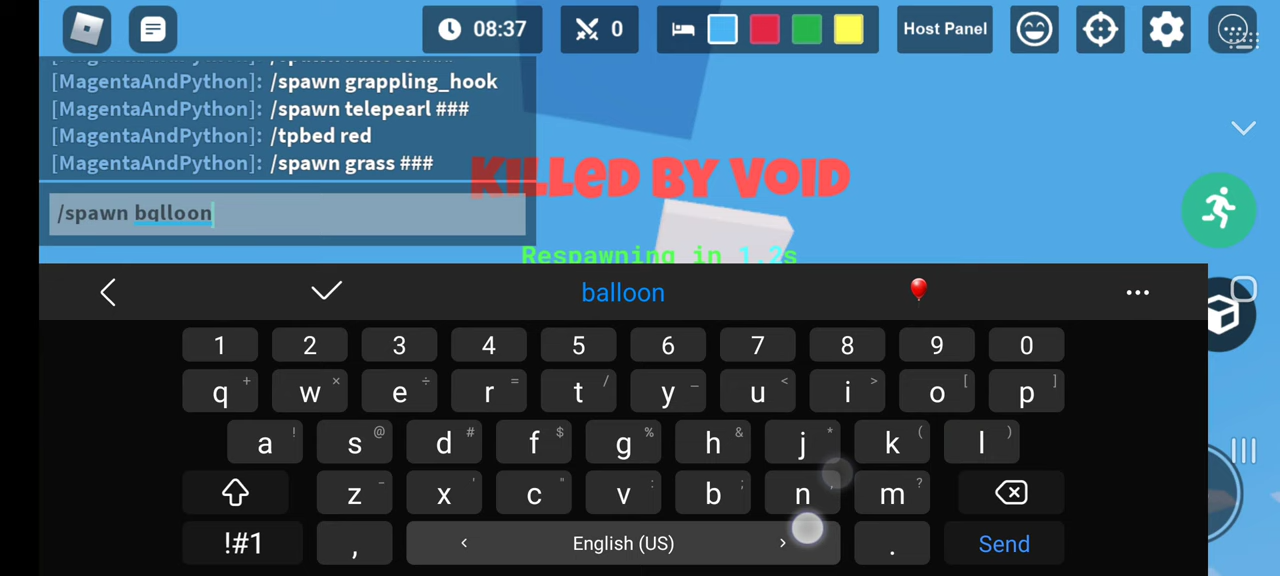 08:37
0
Host Panel
[MagentaAndPython]: /spawn grappling_hook
[MagentaAndPython]: /spawn telepearl ###
[MagentaAndPython]: /tpbed red
[MagentaAndPython]: /spawn grass ###
KILLED BY VOID
/spawn bqlloon
Respawning in 1.2s
balloon
1 2 3 4 5 6 7 8 9 0
q + w × e ÷ r = t / y _ u < i > o [ p ]
a ! s @ d # f $ g % h & j * k ( l )
z - x ' c " v : b ; n , m ?
!#1 , < English (US) > . Send